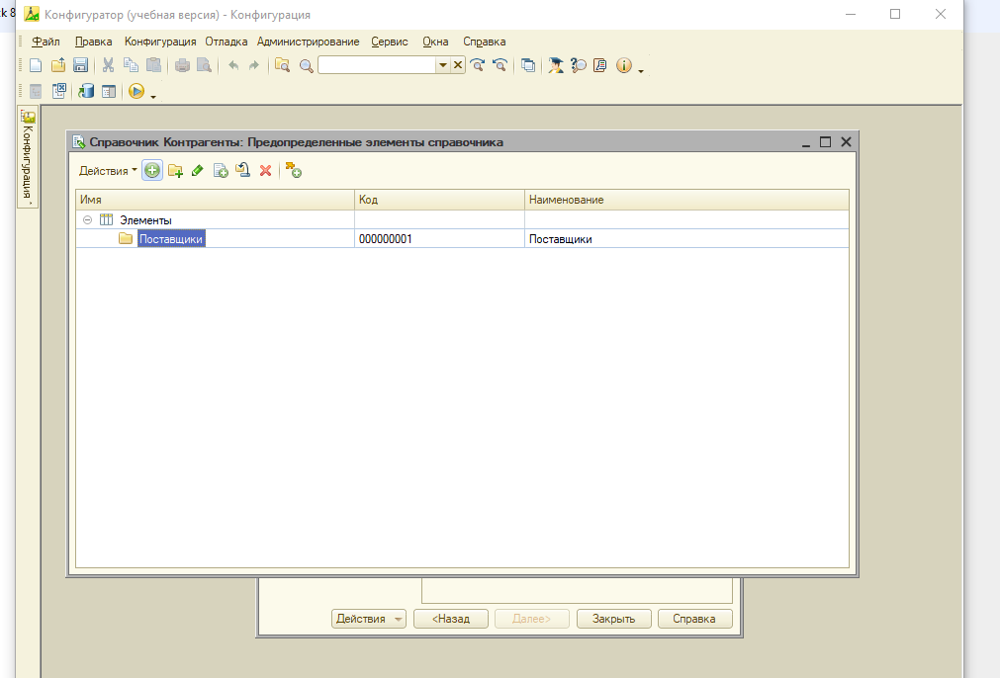 ck 8
Конфигуратор (учебная версия) - Конфигурация
Файл Правка Конфигурация Отладка Администрирование Сервис Окна Справка
Конфигурация
Справочник Контрагенты: Предопределенные элементы справочника
Действия
Имя Код Наименование
Элементы
Поставщики 000000001 Поставщики
Действия <Назад Далее> Закрыть Справка